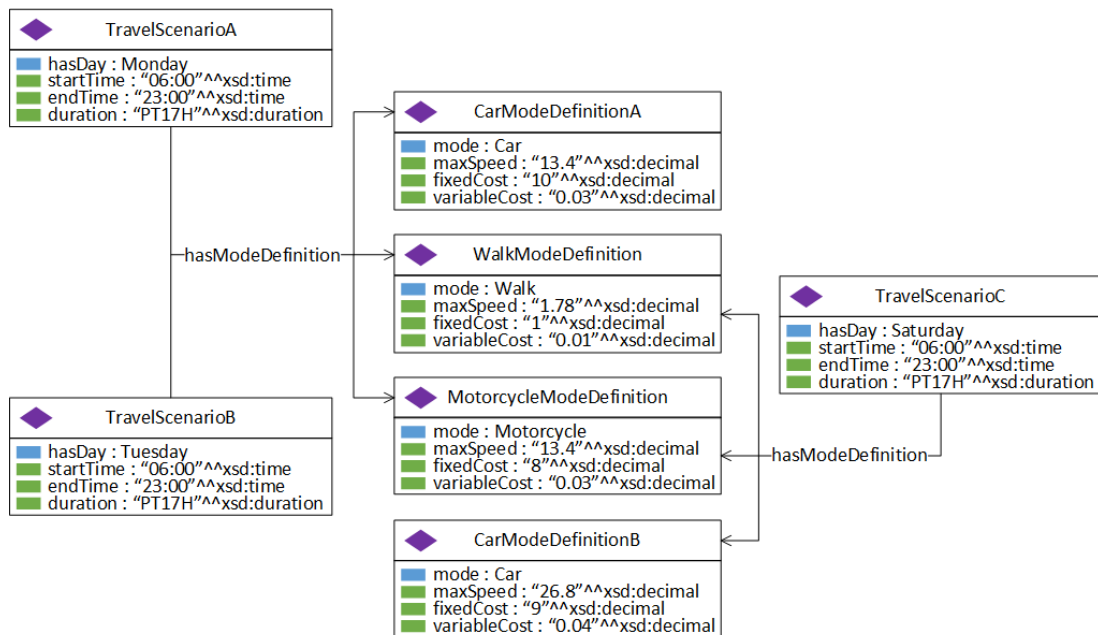 TravelScenarioA
hasDay : Monday
startTime : “06:00”^^xsd:time
endTime : “23:00”^^xsd:time
duration : “PT17H”^^xsd:duration
CarModeDefinitionA
mode : Car
maxSpeed : “13.4”^^xsd:decimal
fixedCost : “10”^^xsd:decimal
variableCost : “0.03”^^xsd:decimal
hasModeDefinition
WalkModeDefinition
mode : Walk
maxSpeed : “1.78”^^xsd:decimal
fixedCost : “1”^^xsd:decimal
variableCost : “0.01”^^xsd:decimal
TravelScenarioC
hasDay : Saturday
startTime : “06:00”^^xsd:time
endTime : “23:00”^^xsd:time
duration : “PT17H”^^xsd:duration
TravelScenarioB
hasDay : Tuesday
startTime : “06:00”^^xsd:time
endTime : “23:00”^^xsd:time
duration : “PT17H”^^xsd:duration
MotorcycleModeDefinition
mode : Motorcycle
maxSpeed : “13.4”^^xsd:decimal
fixedCost : “8”^^xsd:decimal
variableCost : “0.03”^^xsd:decimal
hasModeDefinition
CarModeDefinitionB
mode : Car
maxSpeed : “26.8”^^xsd:decimal
fixedCost : “9”^^xsd:decimal
variableCost : “0.04”^^xsd:decimal